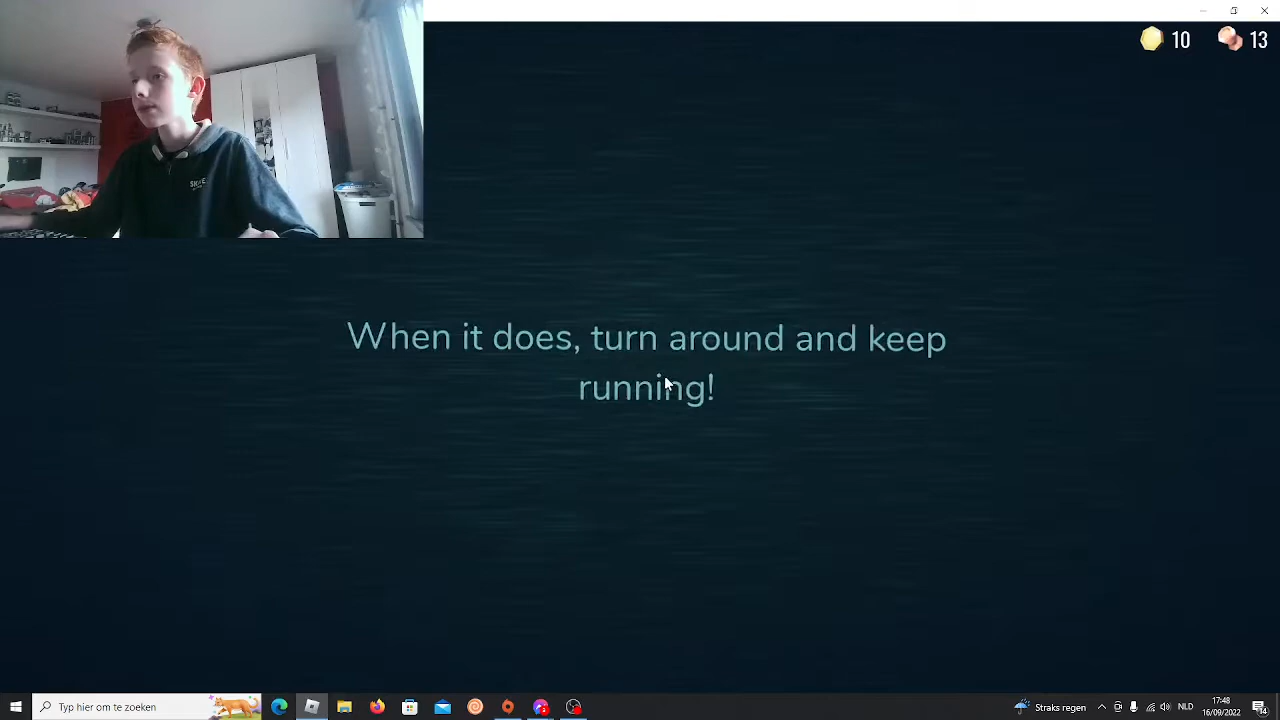 10 13
When it does, turn around and keep
running!
Typ hier om te zoeken
Straks regen
NLD
17:48
16/09/2022